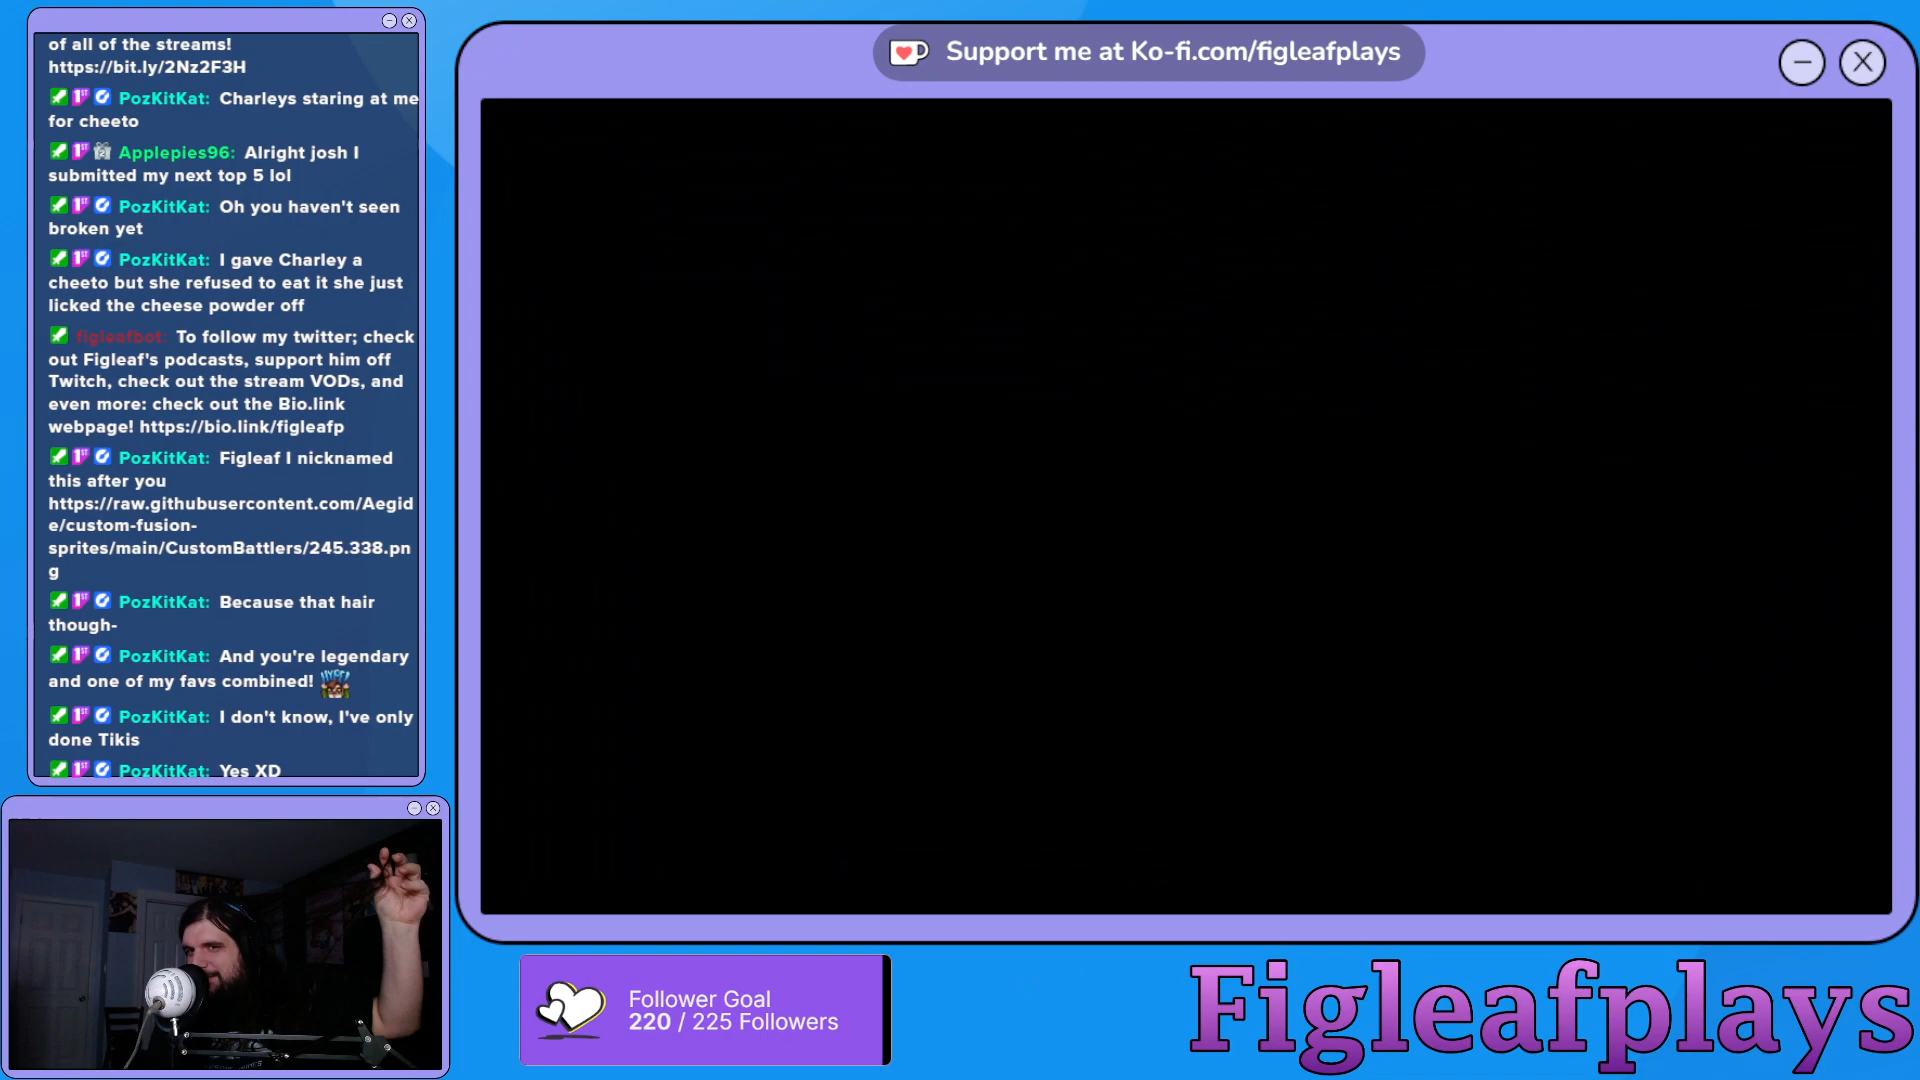 of all of the streams!
https://bit.ly/2Nz2F3H
PozKitKat: Charleys staring at me
for cheeto
Applepies96: Alright josh I
submitted my next top 5 lol
PozKitKat: Oh you haven't seen
broken yet
PozKitKat: I gave Charley a
cheeto but she refused to eat it she just
licked the cheese powder off
figleafbot: To follow my twitter; check
out Figleaf's podcasts, support him off
Twitch, check out the stream VODs, and
even more: check out the Bio.link
webpage! https://bio.link/figleafp
PozKitKat: Figleaf I nicknamed
this after you
https://raw.githubusercontent.com/Aegid
e/custom-fusion-
sprites/main/CustomBattlers/245.338.pn
g
PozKitKat: Because that hair
though-
PozKitKat: And you're legendary
and one of my favs combined! HYPE!
PozKitKat: I don't know, I've only
done Tikis
PozKitKat: Yes XD
Support me at Ko-fi.com/figleafplays
Follower Goal
220 / 225 Followers
Figleafplays